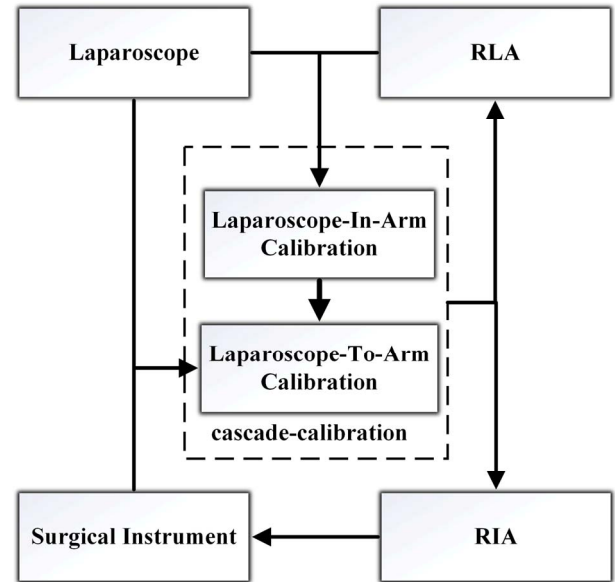 Laparoscope
RLA
Laparoscope-In-Arm
Calibration
Laparoscope-To-Arm
Calibration
cascade-calibration
Surgical Instrument
RIA